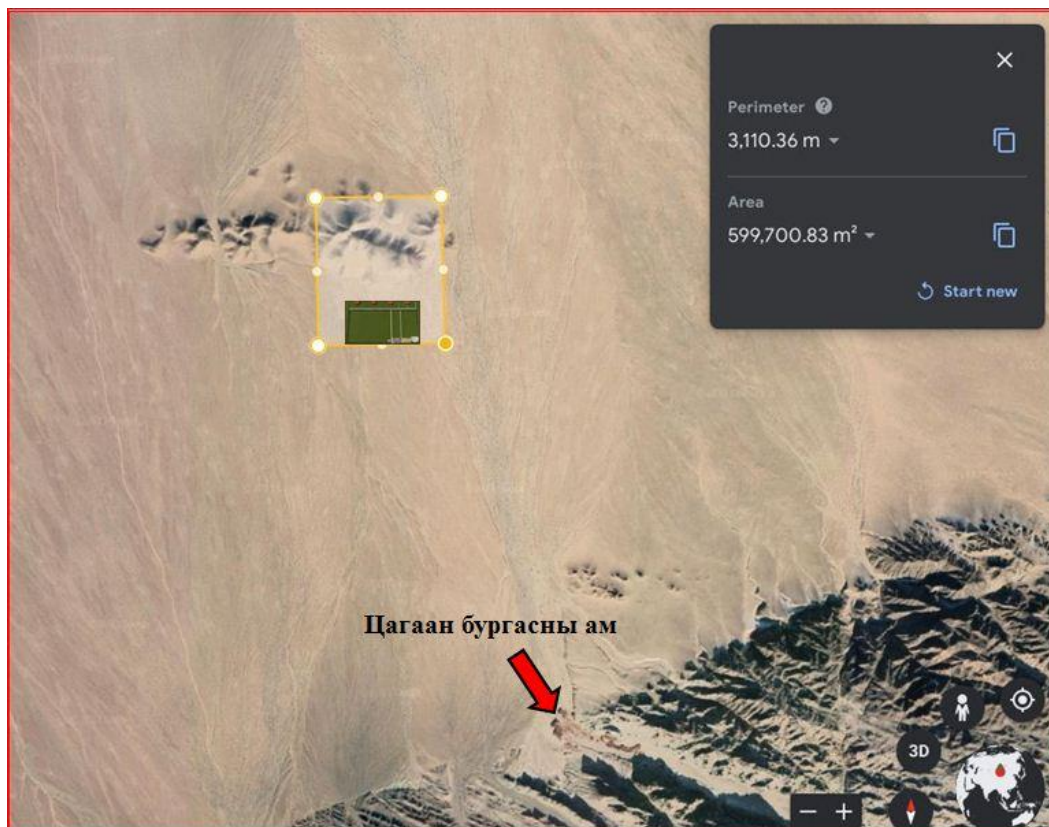 Perimeter
3,110.36 m
Area
599,700.83 m²
Start new
Цагаан бургасны ам
3D